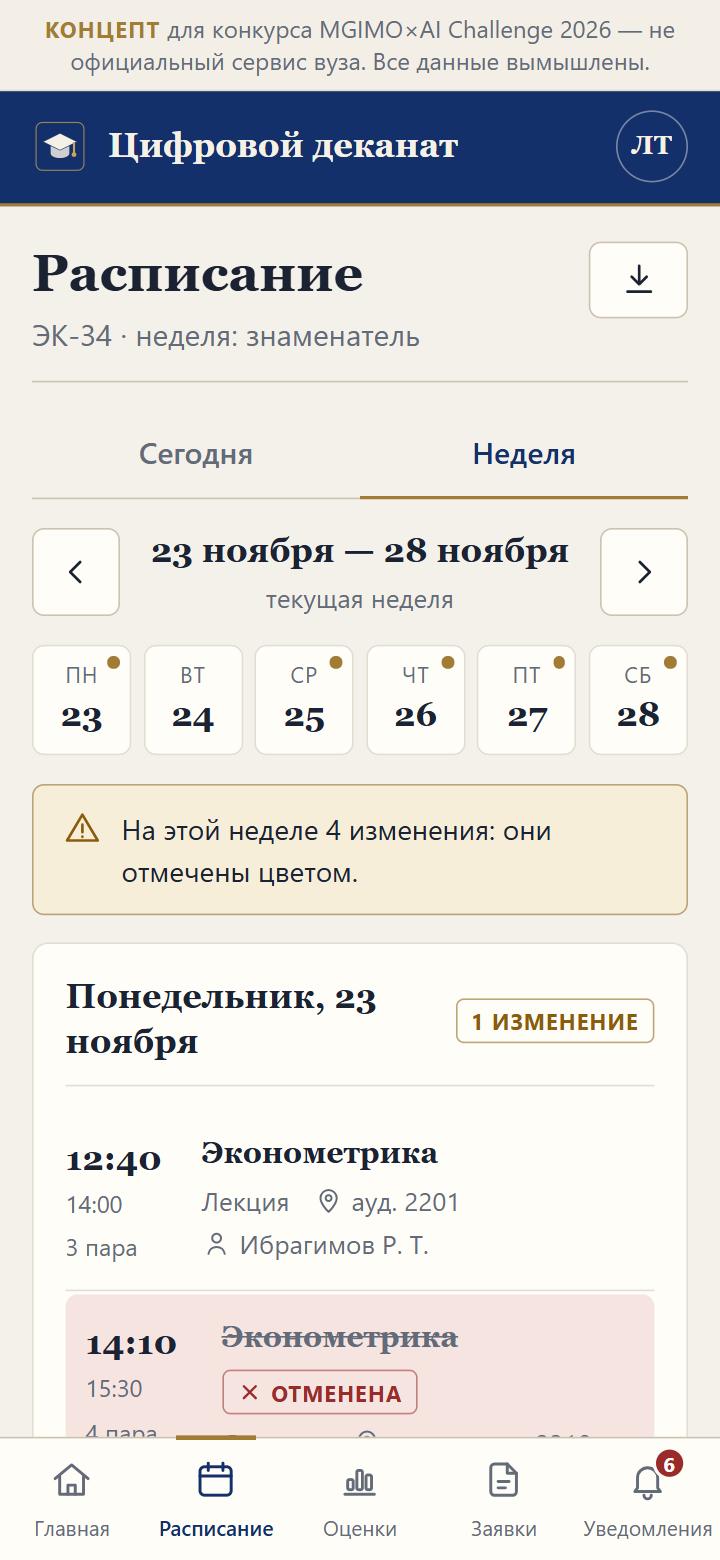 КОНЦЕПТ для конкурса MGIMO×AI Challenge 2026 — не
официальный сервис вуза. Все данные вымышлены.
Цифровой деканат
ЛТ
Расписание
ЭК-34 · неделя: знаменатель
Сегодня
Неделя
23 ноября — 28 ноября
текущая неделя
ПН
ВТ
СР
ЧТ
ПТ
СБ
23
24
25
26
27
28
На этой неделе 4 изменения: они
отмечены цветом.
Понедельник, 23
ноября
1 ИЗМЕНЕНИЕ
12:40
Эконометрика
14:00
Лекция ауд. 2201
3 пара
Ибрагимов Р. Т.
14:10
Эконометрика
15:30
ОТМЕНЕНА
4 пара
6
Главная
Расписание
Оценки
Заявки
Уведомления